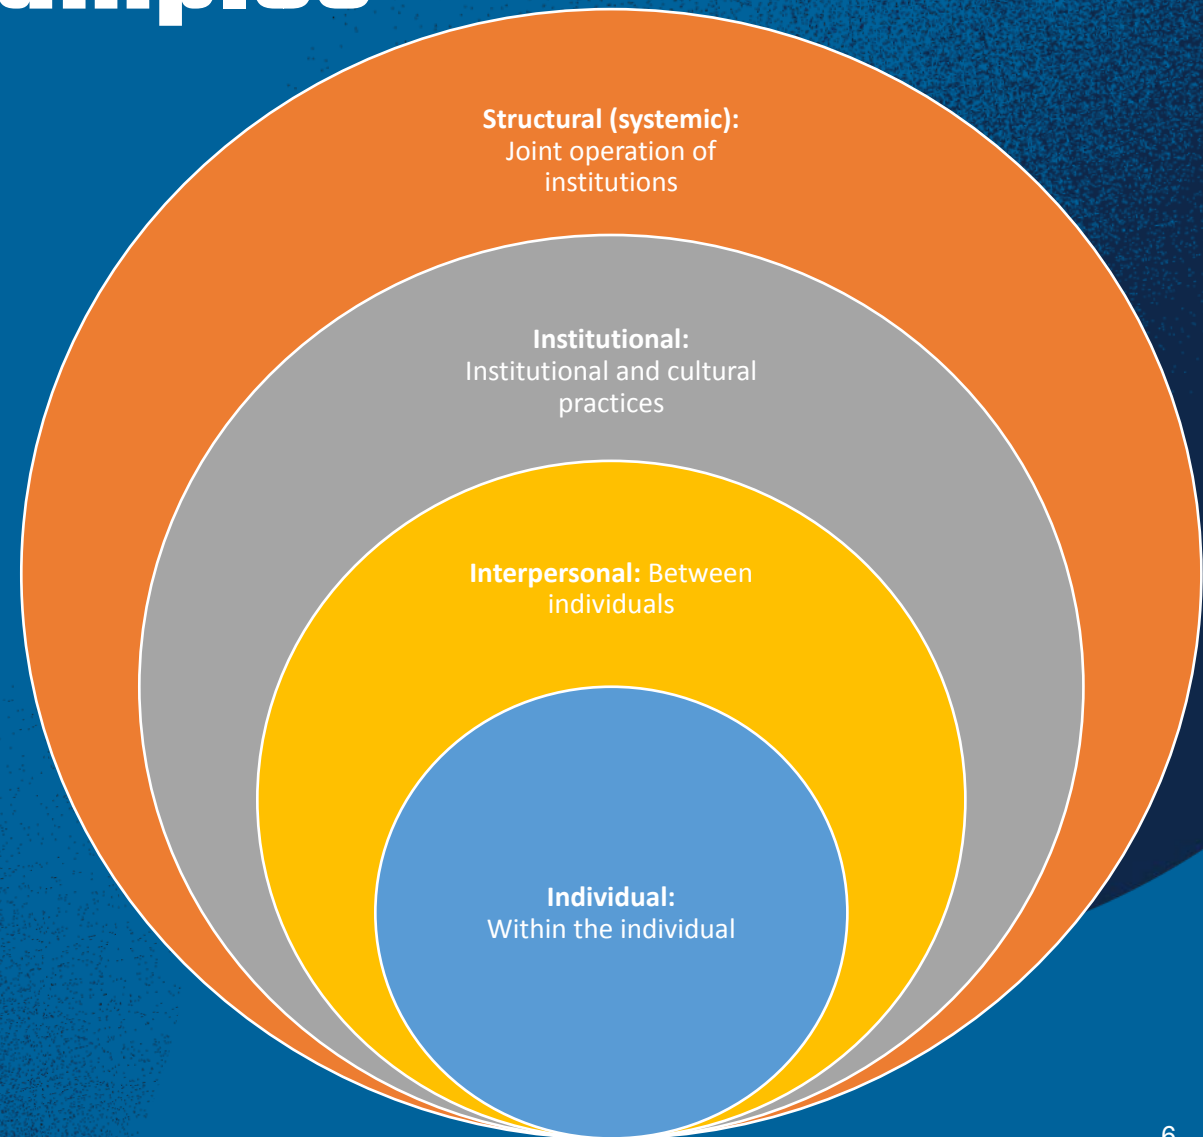 Structural (systemic):
Joint operation of
institutions
Institutional:
Institutional and cultural
practices
Interpersonal: Between
individuals
Individual:
Within the individual
6